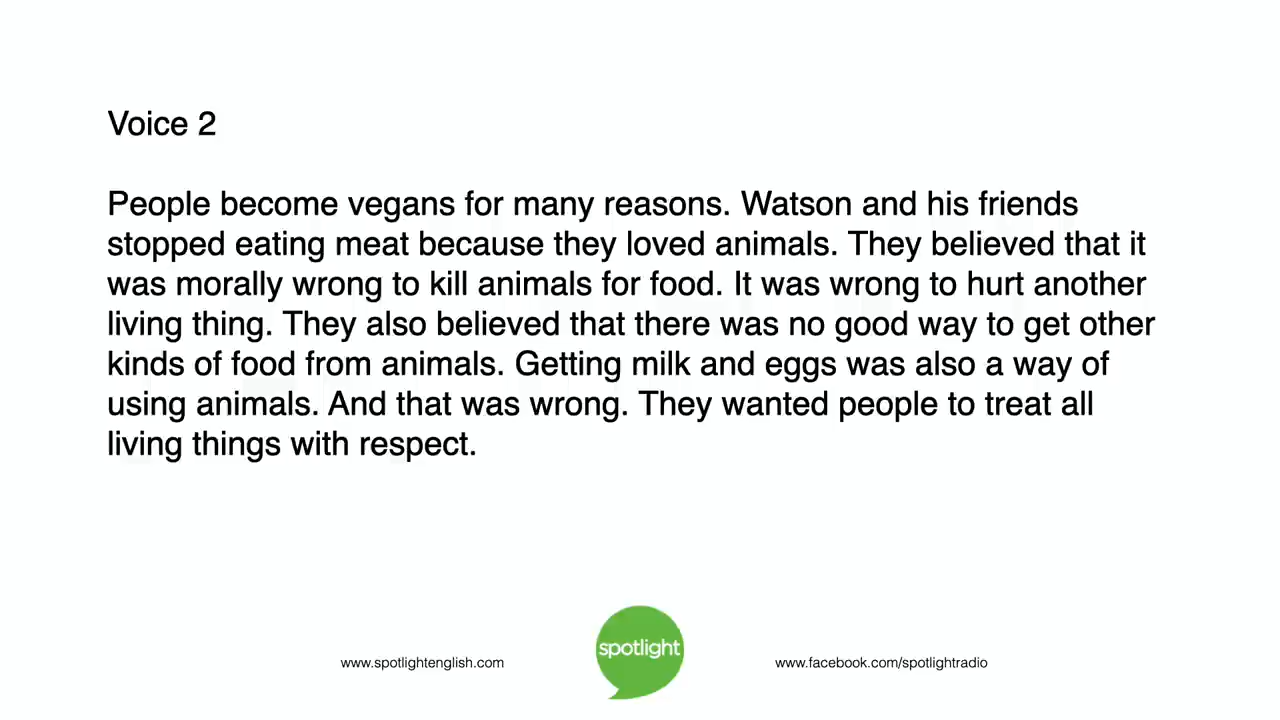 Voice 2
People become vegans for many reasons. Watson and his friends
stopped eating meat because they loved animals. They believed that it
was morally wrong to kill animals for food. It was wrong to hurt another
living thing. They also believed that there was no good way to get other
kinds of food from animals. Getting milk and eggs was also a way of
using animals. And that was wrong. They wanted people to treat all
living things with respect.
www.spotlightenglish.com
spotlight
www.facebook.com/spotlightradio